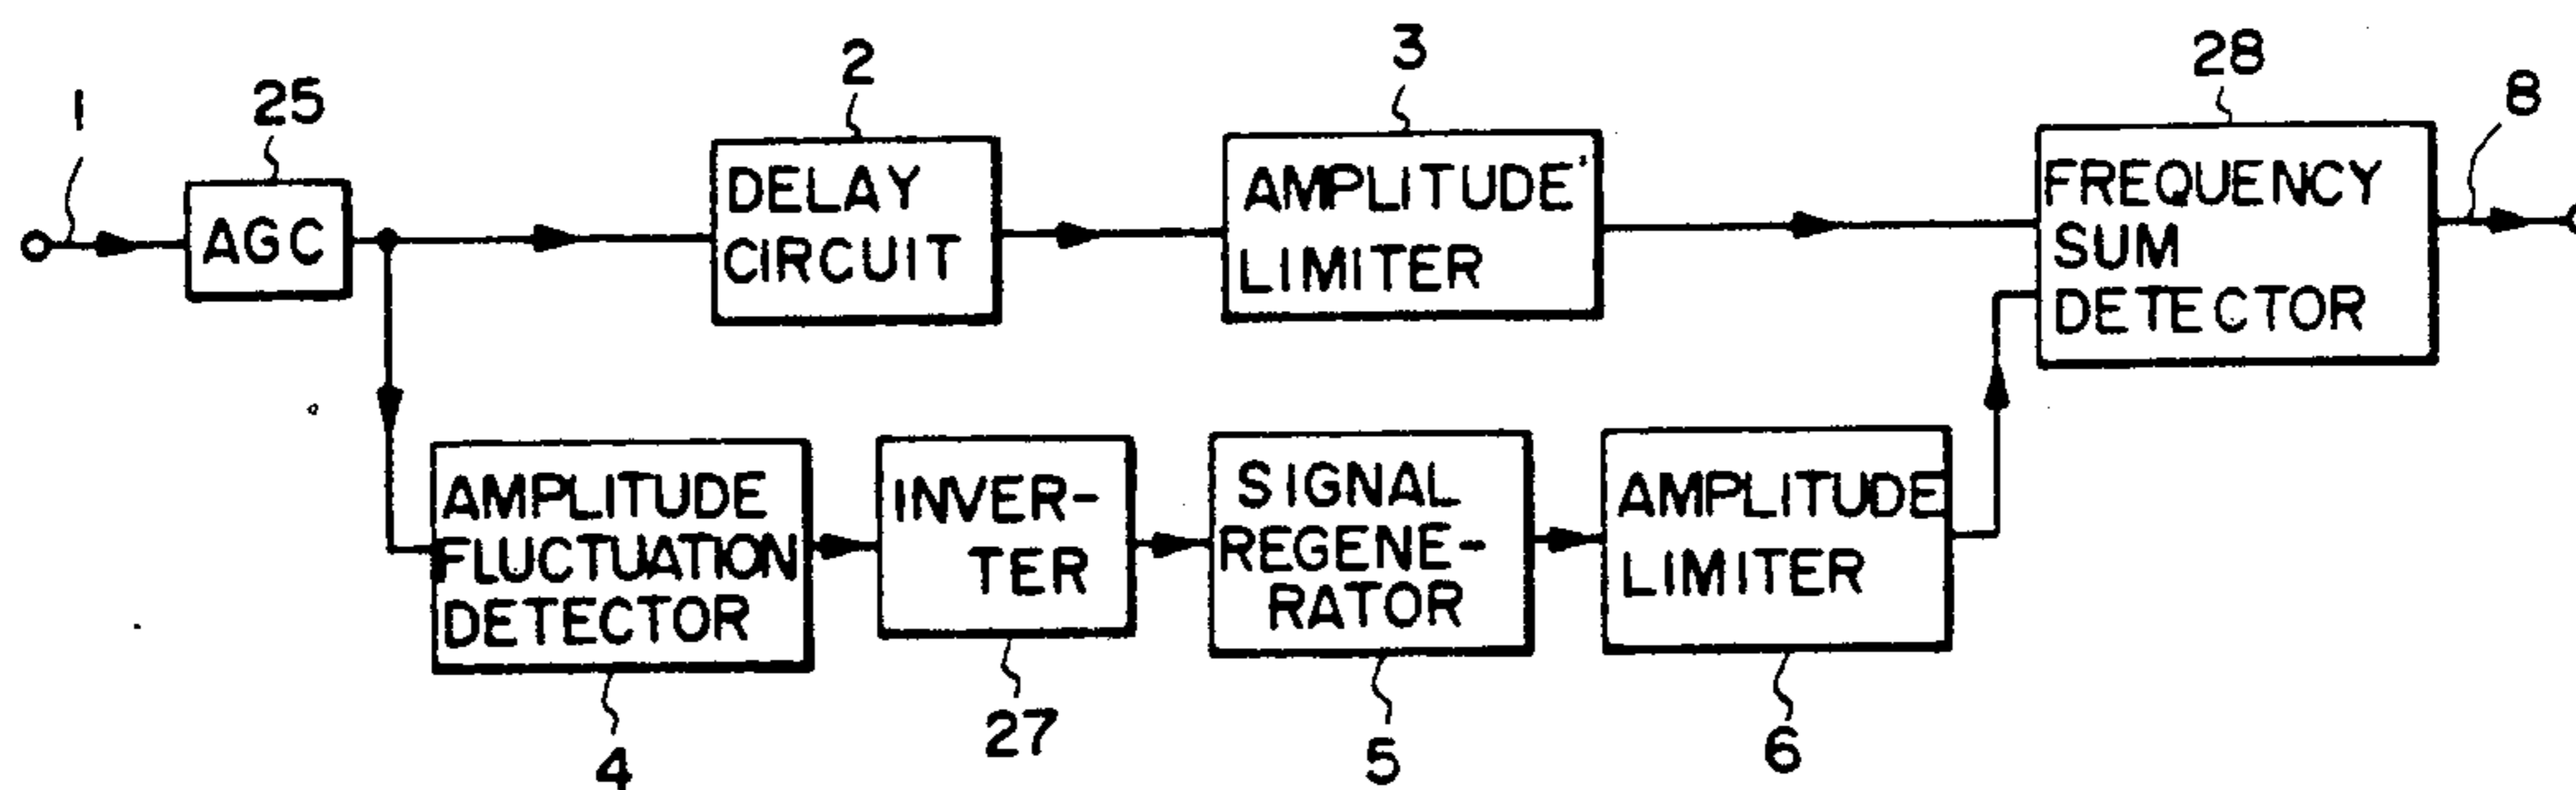 1
25
AGC
2
DELAY
CIRCUIT
3
AMPLITUDE
LIMITER
28
FREQUENCY
SUM
DETECTOR
8
AMPLITUDE
FLUCTUATION
DETECTOR
4
INVER-
TER
27
SIGNAL
REGENE-
RATOR
5
AMPLITUDE
LIMITER
6